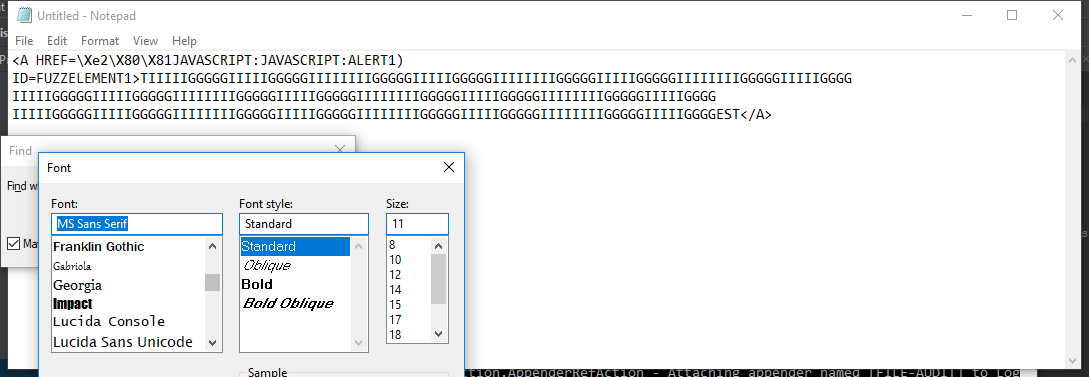 Untitled - Notepad
File Edit Format View Help
<A HREF=\Xe2\X80\X81JAVASCRIPT:JAVASCRIPT:ALERT1)
ID=FUZZELEMENT1>TIIIIIGGGGGIIIIIGGGGGIIIIIIIIGGGGGIIIIIGGGGGIIIIIIIIGGGGGIIIIIGGGGGIIIIIIIIGGGGGIIIIIGGGG
IIIIIGGGGGIIIIIGGGGGIIIIIIIIGGGGGIIIIIGGGGGIIIIIIIIGGGGGIIIIIGGGGGIIIIIIIIGGGGGIIIIIGGGG
IIIIIGGGGGIIIIIGGGGGIIIIIIIIGGGGGIIIIIGGGGGIIIIIIIIGGGGGIIIIIGGGGGIIIIIIIIGGGGGIIIIIGGGGEST</A>
Find
Find w
Font
Font: Font style: Size:
MS Sans Serif Standard 11
Franklin Gothic Standard 8
Gabriola Oblique 10
Georgia Bold 12
Impact Bold Oblique 14
Lucida Console 15
Lucida Sans Unicode 17
18
Sample
ction.AppenderRefAction - Attaching appender named [FILE-AUDIT] to Log